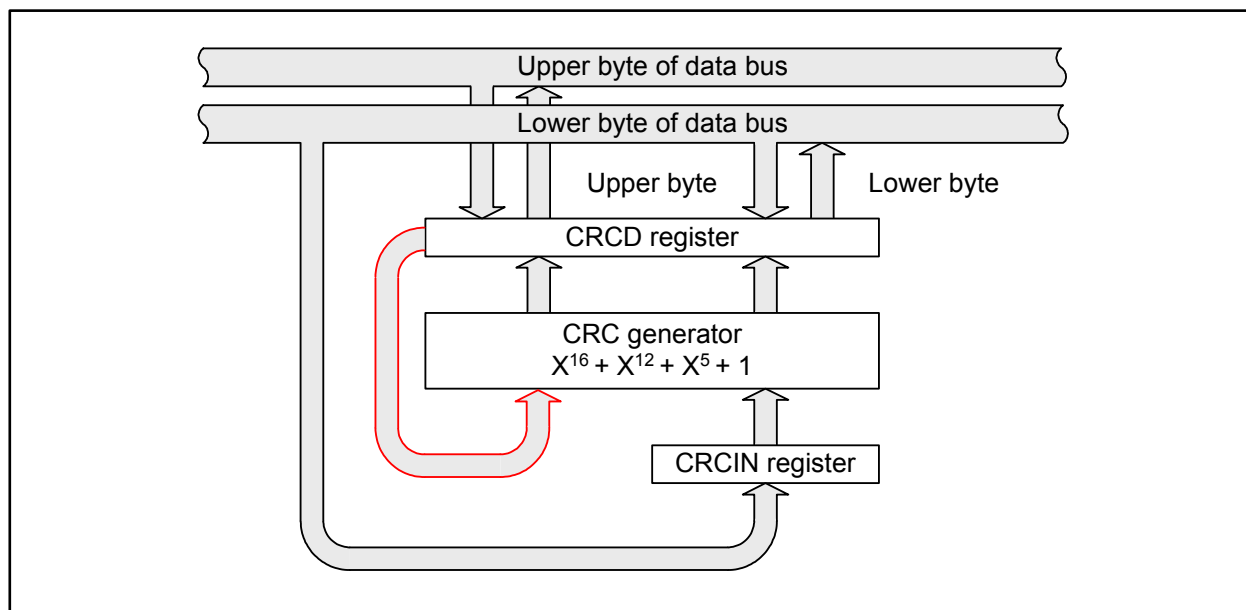 Upper byte of data bus
Lower byte of data bus
Upper byte
Lower byte
CRCD register
CRC generator
X¹⁶ + X¹² + X⁵ + 1
CRCIN register